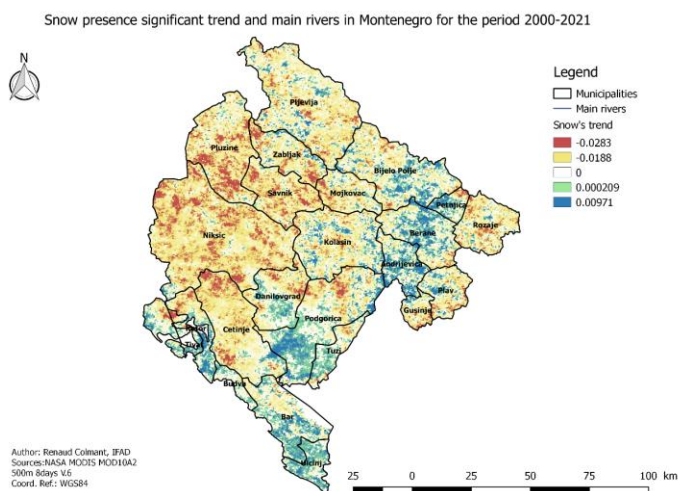 Snow presence significant trend and main rivers in Montenegro for the period 2000-2021
N
Legend
Municipalities
Main rivers
Snow's trend
-0.0283
-0.0188
0
0.000209
0.00971
Pljevlja
Pluzine
Zabljak
Bijelo Polje
Savnik
Mojkovac
Petnjica
Rozaje
Niksic
Kolasin
Berane
Andrijevica
Danilovgrad
Plav
Podgorica
Gusinje
Kotor
Cetinje
Tivat
Tuzi
Budva
Bar
Ulcinj
Author: Renaud Colmant, IFAD
Sources:NASA MODIS MOD10A2
500m 8days V.6
Coord. Ref.: WGS84
25 0 25 50 75 100 km